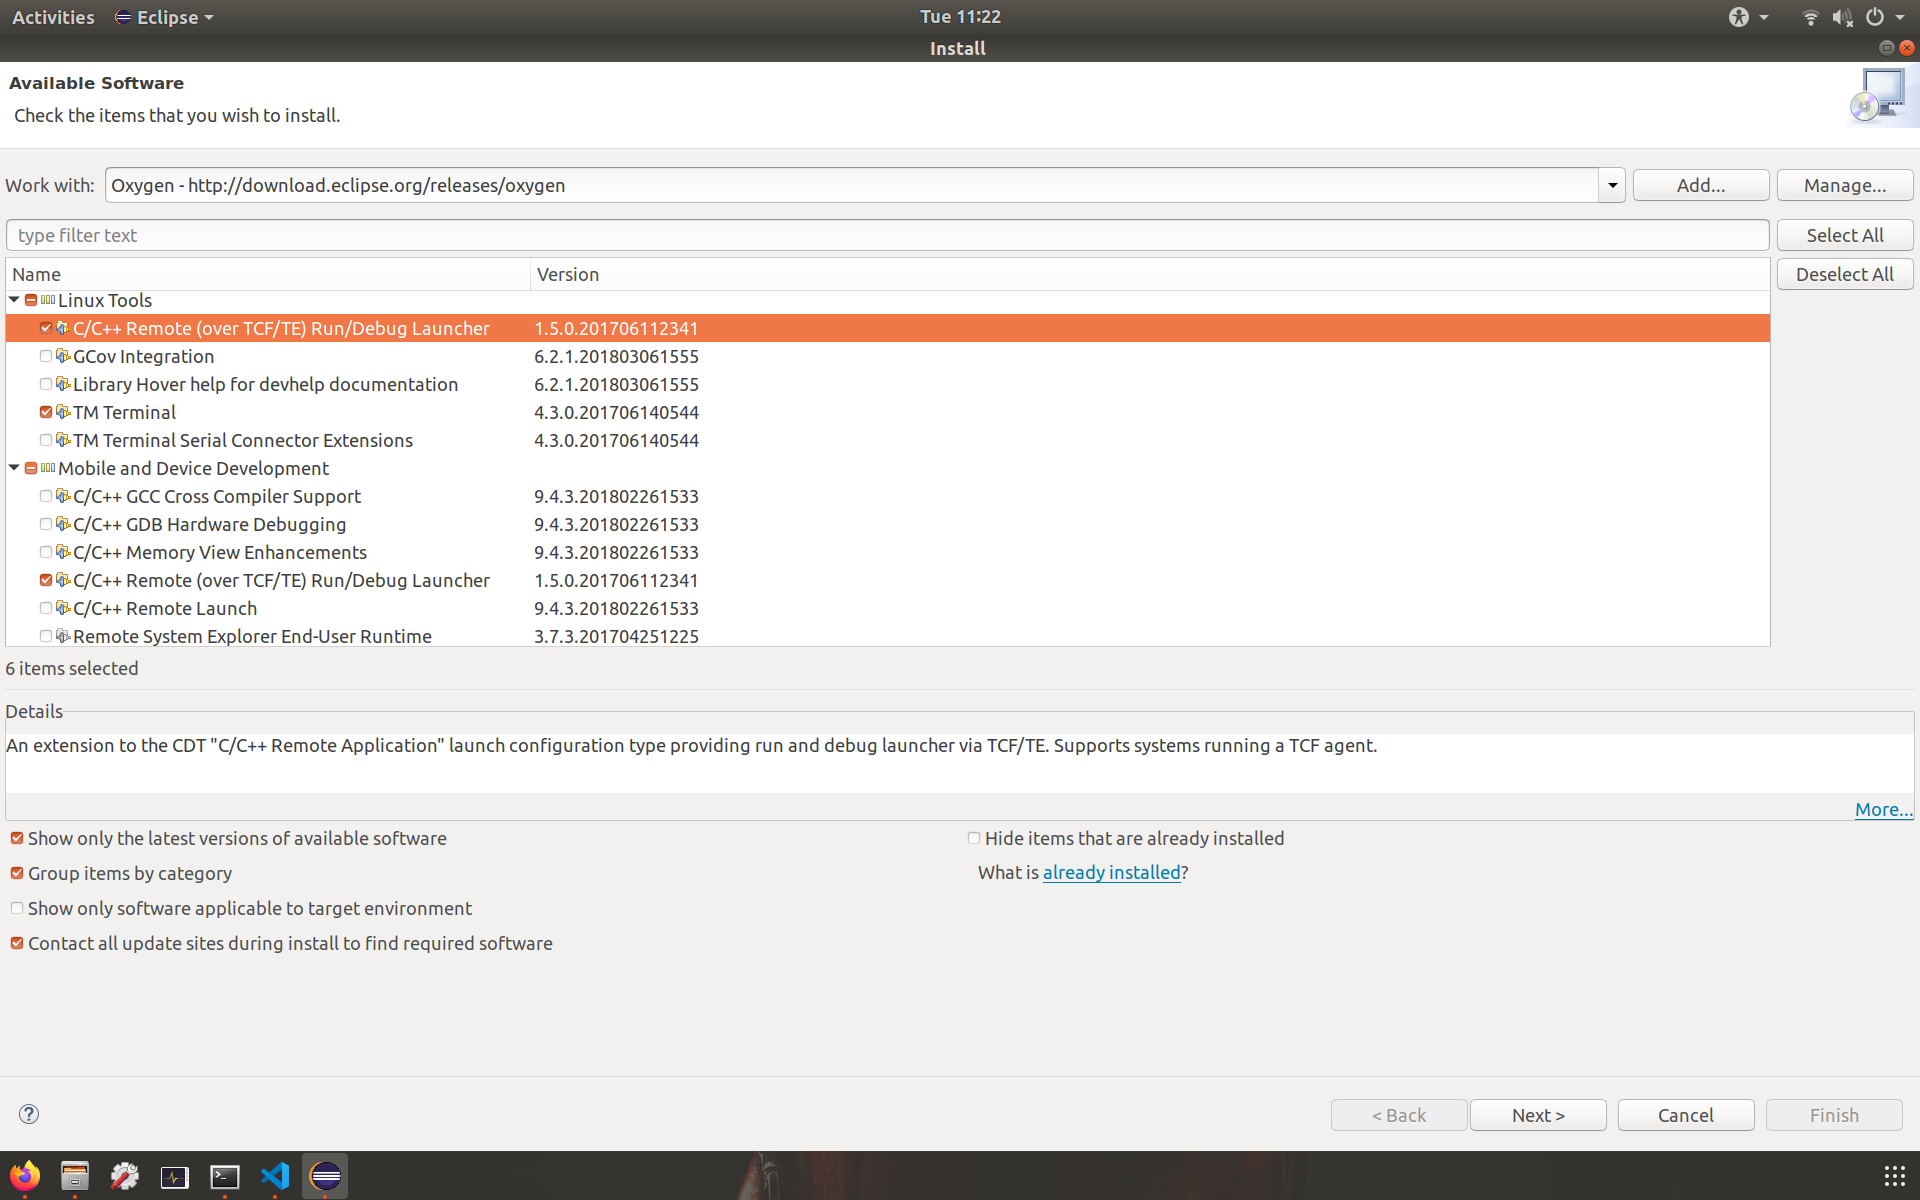 Activities Eclipse Tue 11:22
Install
Available Software
Check the items that you wish to install.
Work with: Oxygen - http://download.eclipse.org/releases/oxygen Add... Manage...
type filter text Select All
Name Version Deselect All
Linux Tools
C/C++ Remote (over TCF/TE) Run/Debug Launcher 1.5.0.201706112341
GCov Integration 6.2.1.201803061555
Library Hover help for devhelp documentation 6.2.1.201803061555
TM Terminal 4.3.0.201706140544
TM Terminal Serial Connector Extensions 4.3.0.201706140544
Mobile and Device Development
C/C++ GCC Cross Compiler Support 9.4.3.201802261533
C/C++ GDB Hardware Debugging 9.4.3.201802261533
C/C++ Memory View Enhancements 9.4.3.201802261533
C/C++ Remote (over TCF/TE) Run/Debug Launcher 1.5.0.201706112341
C/C++ Remote Launch 9.4.3.201802261533
Remote System Explorer End-User Runtime 3.7.3.201704251225
6 items selected
Details
An extension to the CDT "C/C++ Remote Application" launch configuration type providing run and debug launcher via TCF/TE. Supports systems running a TCF agent.
More...
Show only the latest versions of available software Hide items that are already installed
Group items by category What is already installed?
Show only software applicable to target environment
Contact all update sites during install to find required software
? < Back Next > Cancel Finish